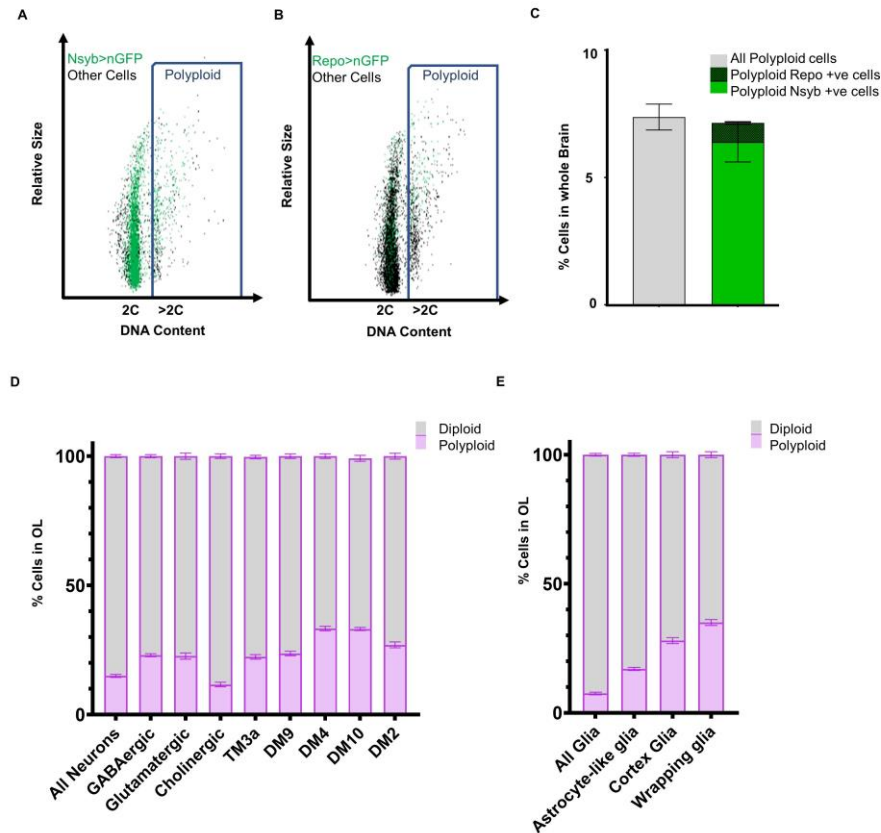 A
Nsyb>nGFP
Other Cells
Polyploid
Relative Size
2C >2C
DNA Content
B
Repo>nGFP
Other Cells
Polyploid
Relative Size
2C >2C
DNA Content
C
All Polyploid cells
Polyploid Repo +ve cells
Polyploid Nsyb +ve cells
% Cells in whole Brain
10
5
0
D
Diploid
Polyploid
% Cells in OL
100
50
0
All Neurons
GABAergic
Glutamatergic
Cholinergic
TM3a
DM9
DM4
DM10
DM2
E
Diploid
Polyploid
% Cells in OL
100
50
0
All Glia
Astrocyte-like glia
Cortex Glia
Wrapping glia